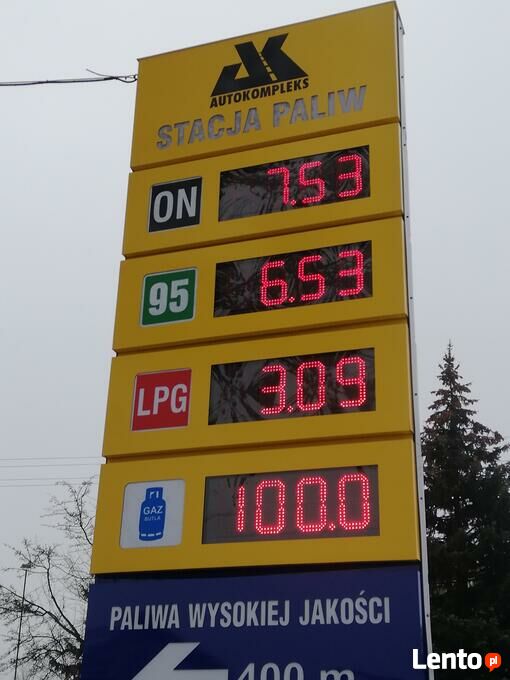 AUTOKOMPLEKS
STACJA PALIW
ON 7.53
95 6.53
LPG 3.09
GAZ
BUTLA
100.0
PALIWA WYSOKIEJ JAKOŚCI
400 m
Lento.pl